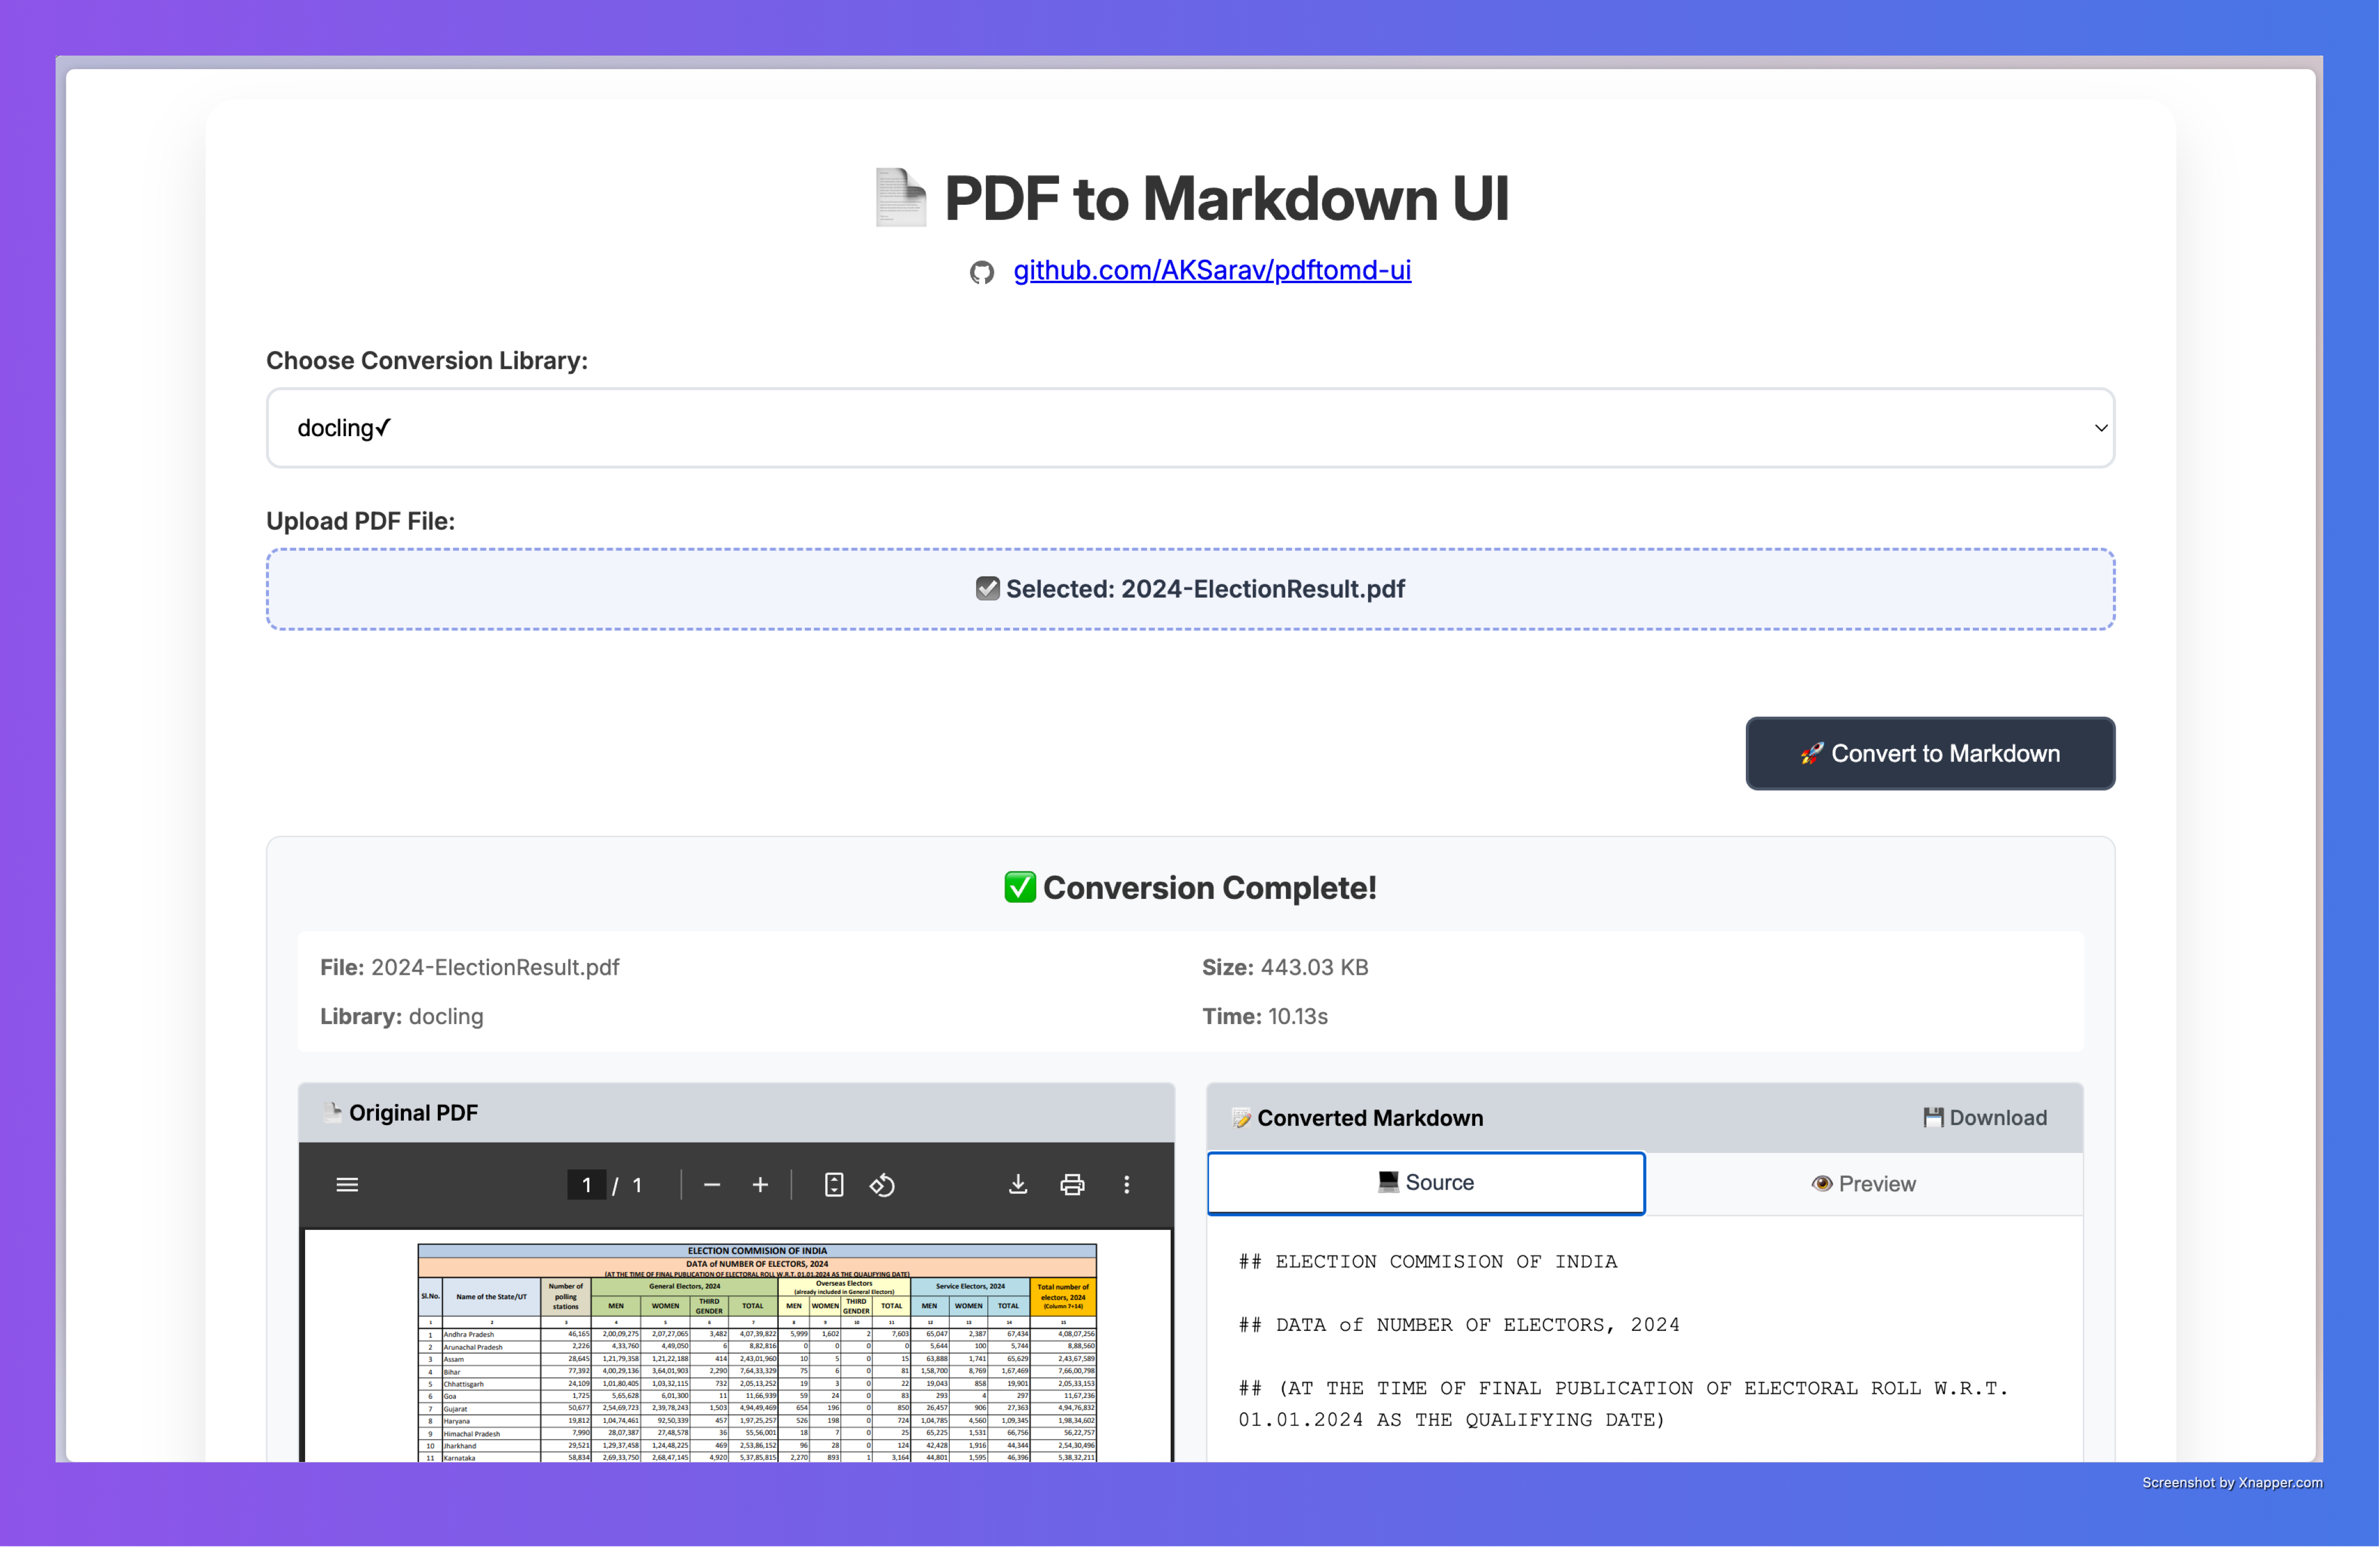 PDF to Markdown UI
github.com/AKSarav/pdftomd-ui
Choose Conversion Library:
docling✓
Upload PDF File:
Selected: 2024-ElectionResult.pdf
Convert to Markdown
Conversion Complete!
File: 2024-ElectionResult.pdf
Size: 443.03 KB
Library: docling
Time: 10.13s
Original PDF
1 / 1
ELECTION COMMISION OF INDIA
DATA of NUMBER OF ELECTORS, 2024
(AT THE TIME OF FINAL PUBLICATION OF ELECTORAL ROLL W.R.T. 01.01.2024 AS THE QUALIFYING DATE)
Sl.No. Name of the State/UT Number of polling stations General Electors, 2024 Overseas Electors (already included in General Electors) Service Electors, 2024 Total number of electors, 2024 (Column 7+14)
MEN WOMEN THIRD GENDER TOTAL MEN WOMEN THIRD GENDER TOTAL MEN WOMEN TOTAL
1 2 3 4 5 6 7 8 9 10 11 12 13 14 15
1 Andhra Pradesh 46,165 2,00,09,275 2,07,27,065 3,482 4,07,39,822 5,999 1,602 2 7,603 65,047 2,387 67,434 4,08,07,256
2 Arunachal Pradesh 2,226 4,33,760 4,49,050 6 8,82,816 0 0 0 0 5,644 100 5,744 8,88,560
3 Assam 28,645 1,21,79,358 1,21,22,188 414 2,43,01,960 10 5 0 15 63,888 1,741 65,629 2,43,67,589
4 Bihar 77,392 4,00,29,136 3,64,01,903 2,290 7,64,33,329 75 6 0 81 1,58,700 8,769 1,67,469 7,66,00,798
5 Chhattisgarh 24,109 1,01,80,405 1,03,32,115 732 2,05,13,252 19 3 0 22 19,043 858 19,901 2,05,33,153
6 Goa 1,725 5,65,628 6,01,300 11 11,66,939 59 24 0 83 293 4 297 11,67,236
7 Gujarat 50,677 2,54,69,723 2,39,78,243 1,503 4,94,49,469 654 196 0 850 26,457 906 27,363 4,94,76,832
8 Haryana 19,812 1,04,74,461 92,50,339 457 1,97,25,257 526 198 0 724 1,04,785 4,560 1,09,345 1,98,34,602
9 Himachal Pradesh 7,990 28,07,387 27,48,578 36 55,56,001 18 7 0 25 65,225 1,531 66,756 56,22,757
10 Jharkhand 29,521 1,29,37,458 1,24,48,225 469 2,53,86,152 96 28 0 124 42,428 1,916 44,344 2,54,30,496
11 Karnataka 58,834 2,69,33,750 2,68,47,145 4,920 5,37,85,815 2,270 893 1 3,164 44,801 1,595 46,396 5,38,32,211
Converted Markdown
Download
Source
Preview
## ELECTION COMMISION OF INDIA
## DATA of NUMBER OF ELECTORS, 2024
## (AT THE TIME OF FINAL PUBLICATION OF ELECTORAL ROLL W.R.T.
01.01.2024 AS THE QUALIFYING DATE)
Screenshot by Xnapper.com